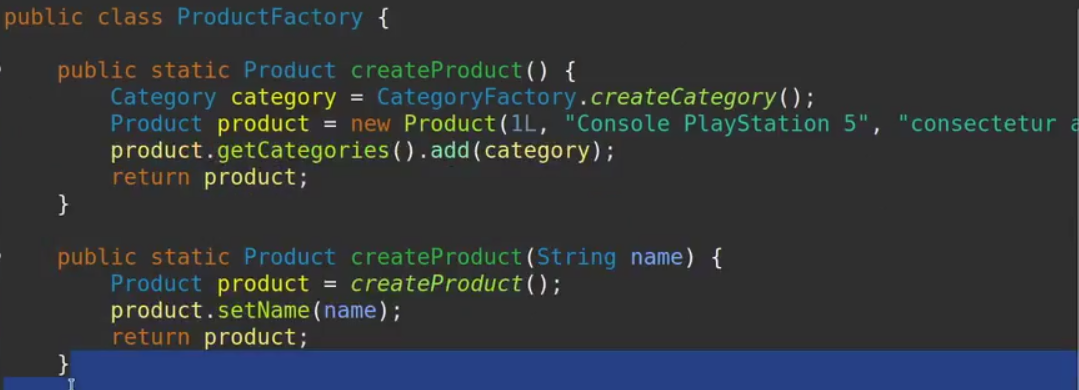 public class ProductFactory {
public static Product createProduct() {
Category category = CategoryFactory.createCategory();
Product product = new Product(1L, "Console PlayStation 5", "consectetur a
product.getCategories().add(category);
return product;
}
public static Product createProduct(String name) {
Product product = createProduct();
product.setName(name);
return product;
}